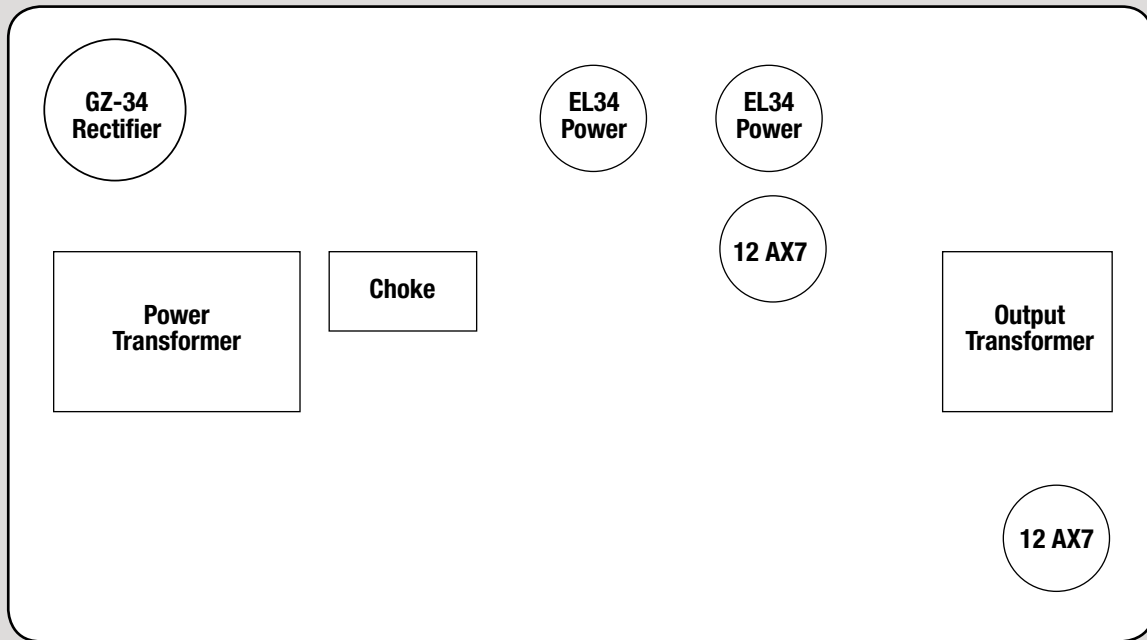 GZ-34
Rectifier
EL34
Power
EL34
Power
12 AX7
Choke
Power
Transformer
Output
Transformer
12 AX7